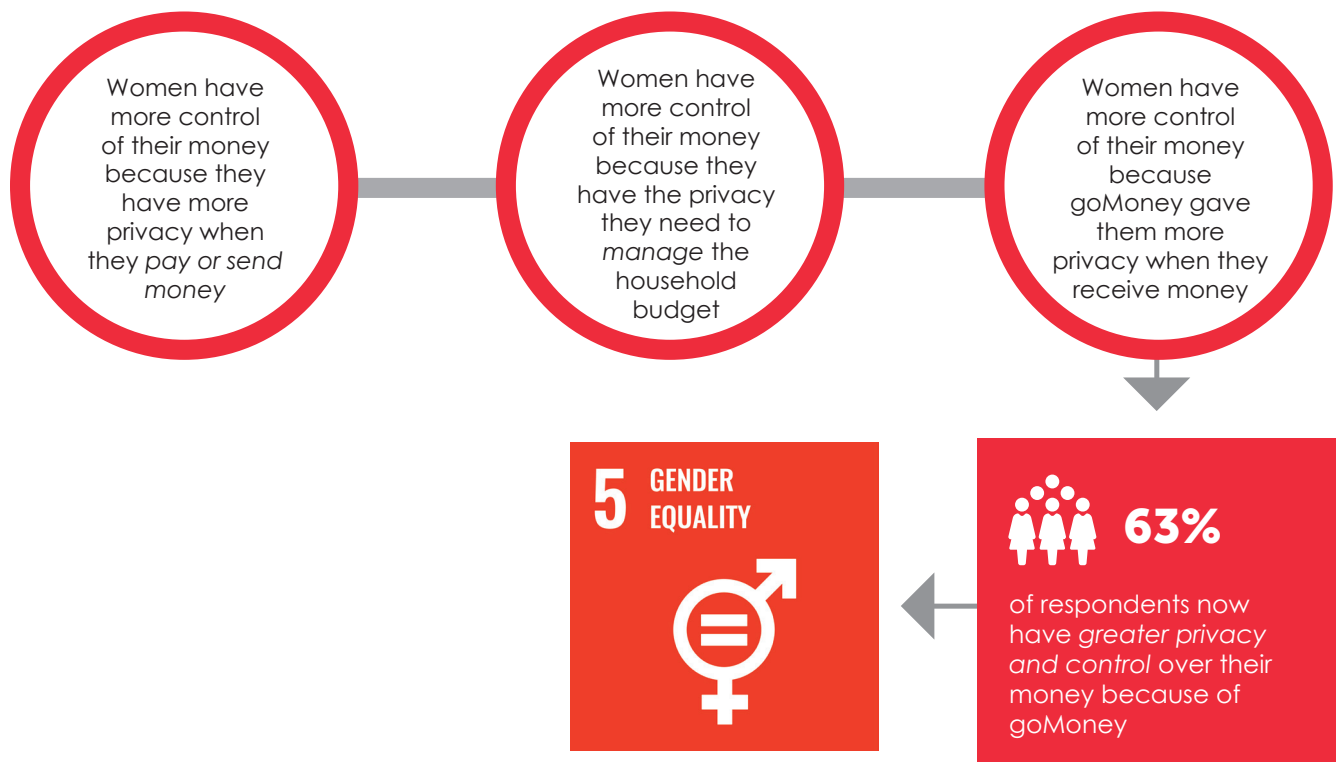 Women have
more control
of their money
because they
have more
privacy when
they pay or send
money
Women have
more control
of their money
because they
have the privacy
they need to
manage the
household
budget
Women have
more control
of their money
because
goMoney gave
them more
privacy when they
receive money
5 GENDER
EQUALITY
63%
of respondents now
have greater privacy
and control over their
money because of
goMoney